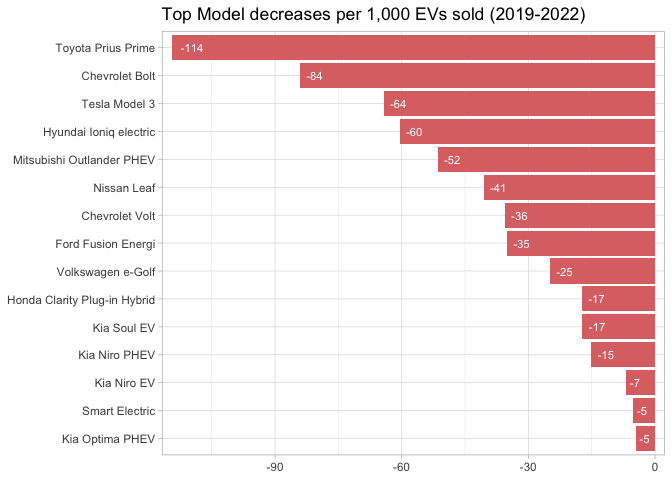 Top Model decreases per 1,000 EVs sold (2019-2022)
Toyota Prius Prime -114
Chevrolet Bolt -84
Tesla Model 3 -64
Hyundai Ioniq electric -60
Mitsubishi Outlander PHEV -52
Nissan Leaf -41
Chevrolet Volt -36
Ford Fusion Energi -35
Volkswagen e-Golf -25
Honda Clarity Plug-in Hybrid -17
Kia Soul EV -17
Kia Niro PHEV -15
Kia Niro EV -7
Smart Electric -5
Kia Optima PHEV -5
-90 -60 -30 0